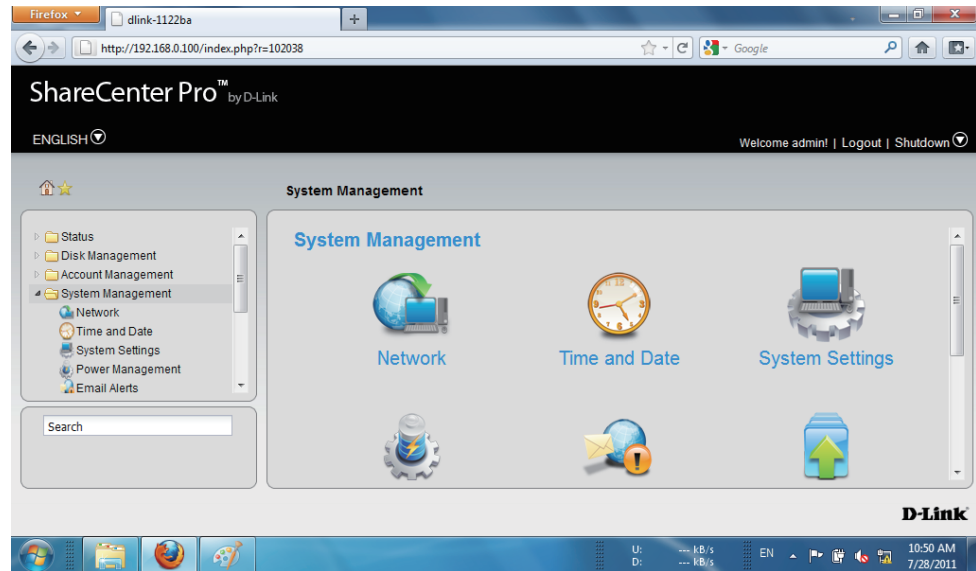 Firefox
dlink-1122ba
http://192.168.0.100/index.php?r=102038
Google
ShareCenter Pro™ by D-Link
ENGLISH
Welcome admin! | Logout | Shutdown
System Management
Status
Disk Management
Account Management
System Management
Network
Time and Date
System Settings
Power Management
Email Alerts
Search
System Management
Network
Time and Date
System Settings
D-Link
U: --- kB/s
D: --- kB/s
EN
10:50 AM
7/28/2011